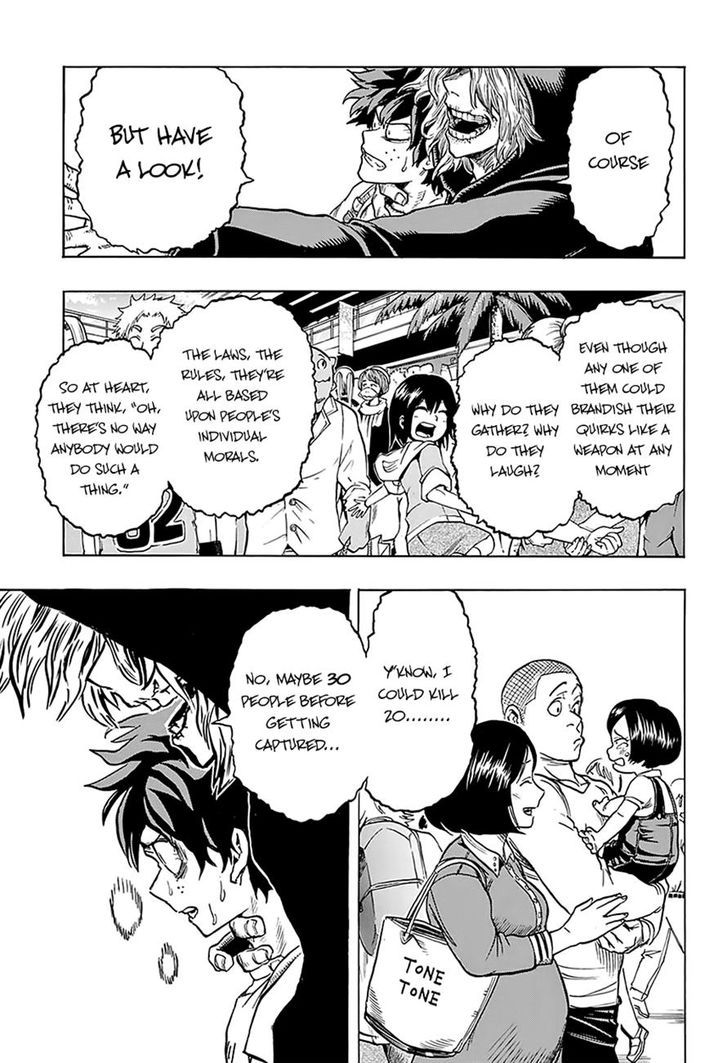 OF
COURSE
BUT HAVE
A LOOK!
EVEN THOUGH
ANY ONE OF
THEM COULD
BRANDISH THEIR
QUIRKS LIKE A
WEAPON AT ANY
MOMENT
WHY DO THEY
GATHER? WHY
DO THEY
LAUGH?
THE LAWS, THE
RULES, THEY'RE
ALL BASED
UPON PEOPLE'S
INDIVIDUAL
MORALS.
SO AT HEART,
THEY THINK, "OH,
THERE'S NO WAY
ANYBODY WOULD
DO SUCH A
THING."
82
Y'KNOW, I
COULD KILL
20........
NO, MAYBE 30
PEOPLE BEFORE
GETTING
CAPTURED...
TONE
TONE